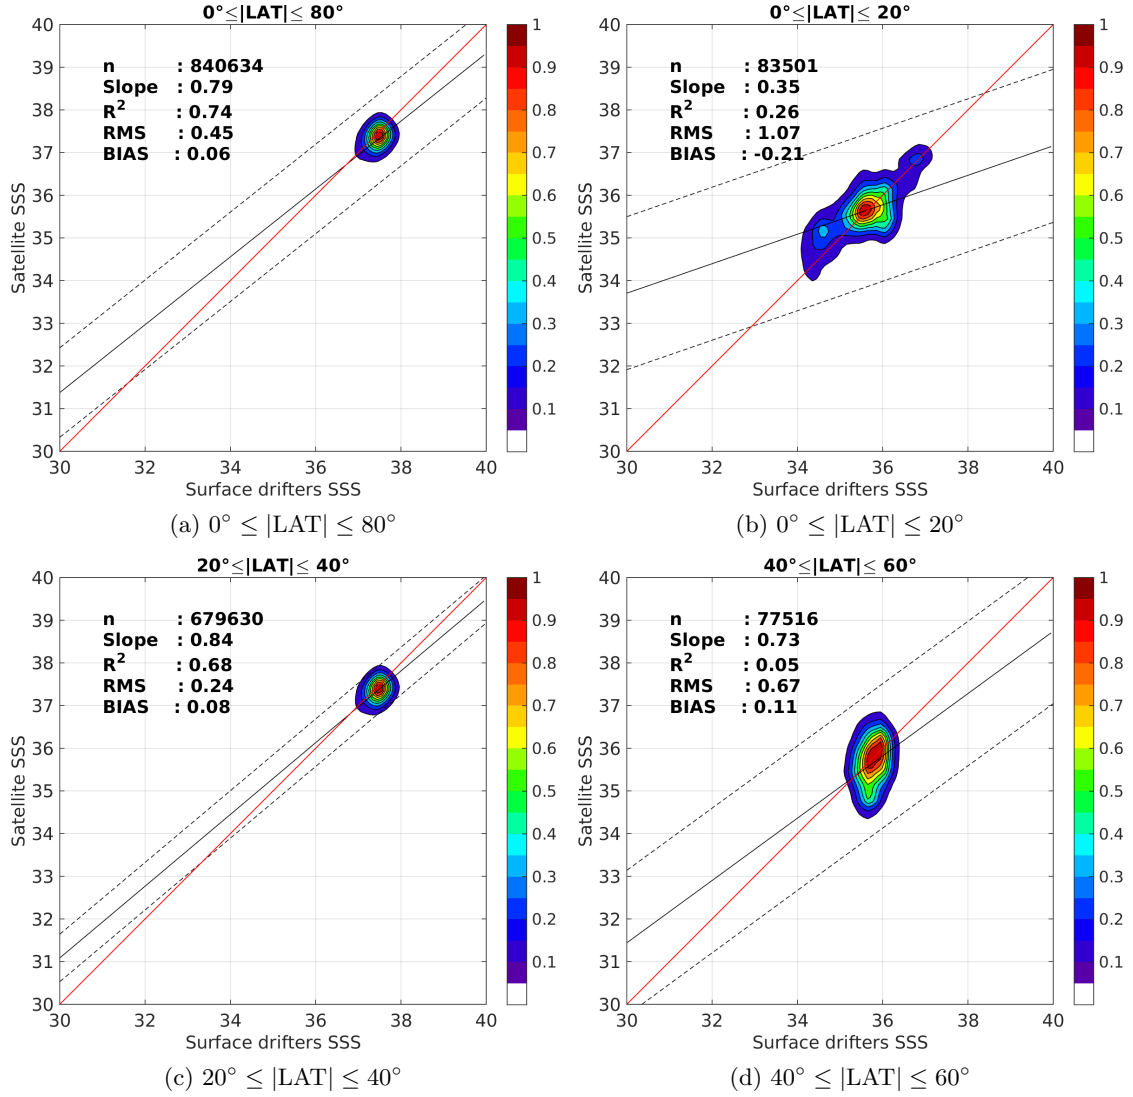 0°≤|LAT|≤ 80°
n : 840634
Slope : 0.79
R² : 0.74
RMS : 0.45
BIAS : 0.06
40
39
38
37
36
35
34
33
32
31
30
30 32 34 36 38 40
Satellite SSS
Surface drifters SSS
1
0.9
0.8
0.7
0.6
0.5
0.4
0.3
0.2
0.1
(a) 0° ≤ |LAT| ≤ 80°
0°≤|LAT|≤ 20°
n : 83501
Slope : 0.35
R² : 0.26
RMS : 1.07
BIAS : -0.21
40
39
38
37
36
35
34
33
32
31
30
30 32 34 36 38 40
Satellite SSS
Surface drifters SSS
1
0.9
0.8
0.7
0.6
0.5
0.4
0.3
0.2
0.1
(b) 0° ≤ |LAT| ≤ 20°
20°≤|LAT|≤ 40°
n : 679630
Slope : 0.84
R² : 0.68
RMS : 0.24
BIAS : 0.08
40
39
38
37
36
35
34
33
32
31
30
30 32 34 36 38 40
Satellite SSS
Surface drifters SSS
1
0.9
0.8
0.7
0.6
0.5
0.4
0.3
0.2
0.1
(c) 20° ≤ |LAT| ≤ 40°
40°≤|LAT|≤ 60°
n : 77516
Slope : 0.73
R² : 0.05
RMS : 0.67
BIAS : 0.11
40
39
38
37
36
35
34
33
32
31
30
30 32 34 36 38 40
Satellite SSS
Surface drifters SSS
1
0.9
0.8
0.7
0.6
0.5
0.4
0.3
0.2
0.1
(d) 40° ≤ |LAT| ≤ 60°